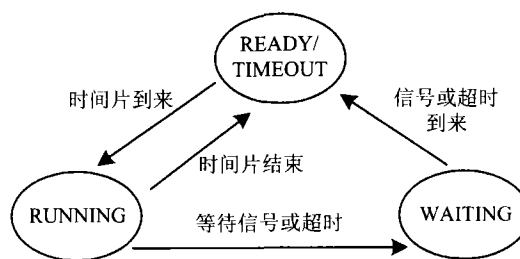 READY/
TIMEOUT
时间片到来
信号或超时
到来
时间片结束
RUNNING
等待信号或超时
WAITING